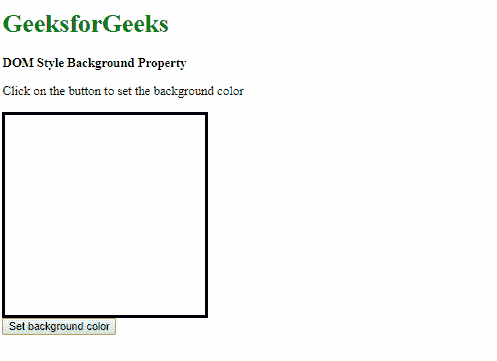 GeeksforGeeks
DOM Style Background Property
Click on the button to set the background color
Set background color